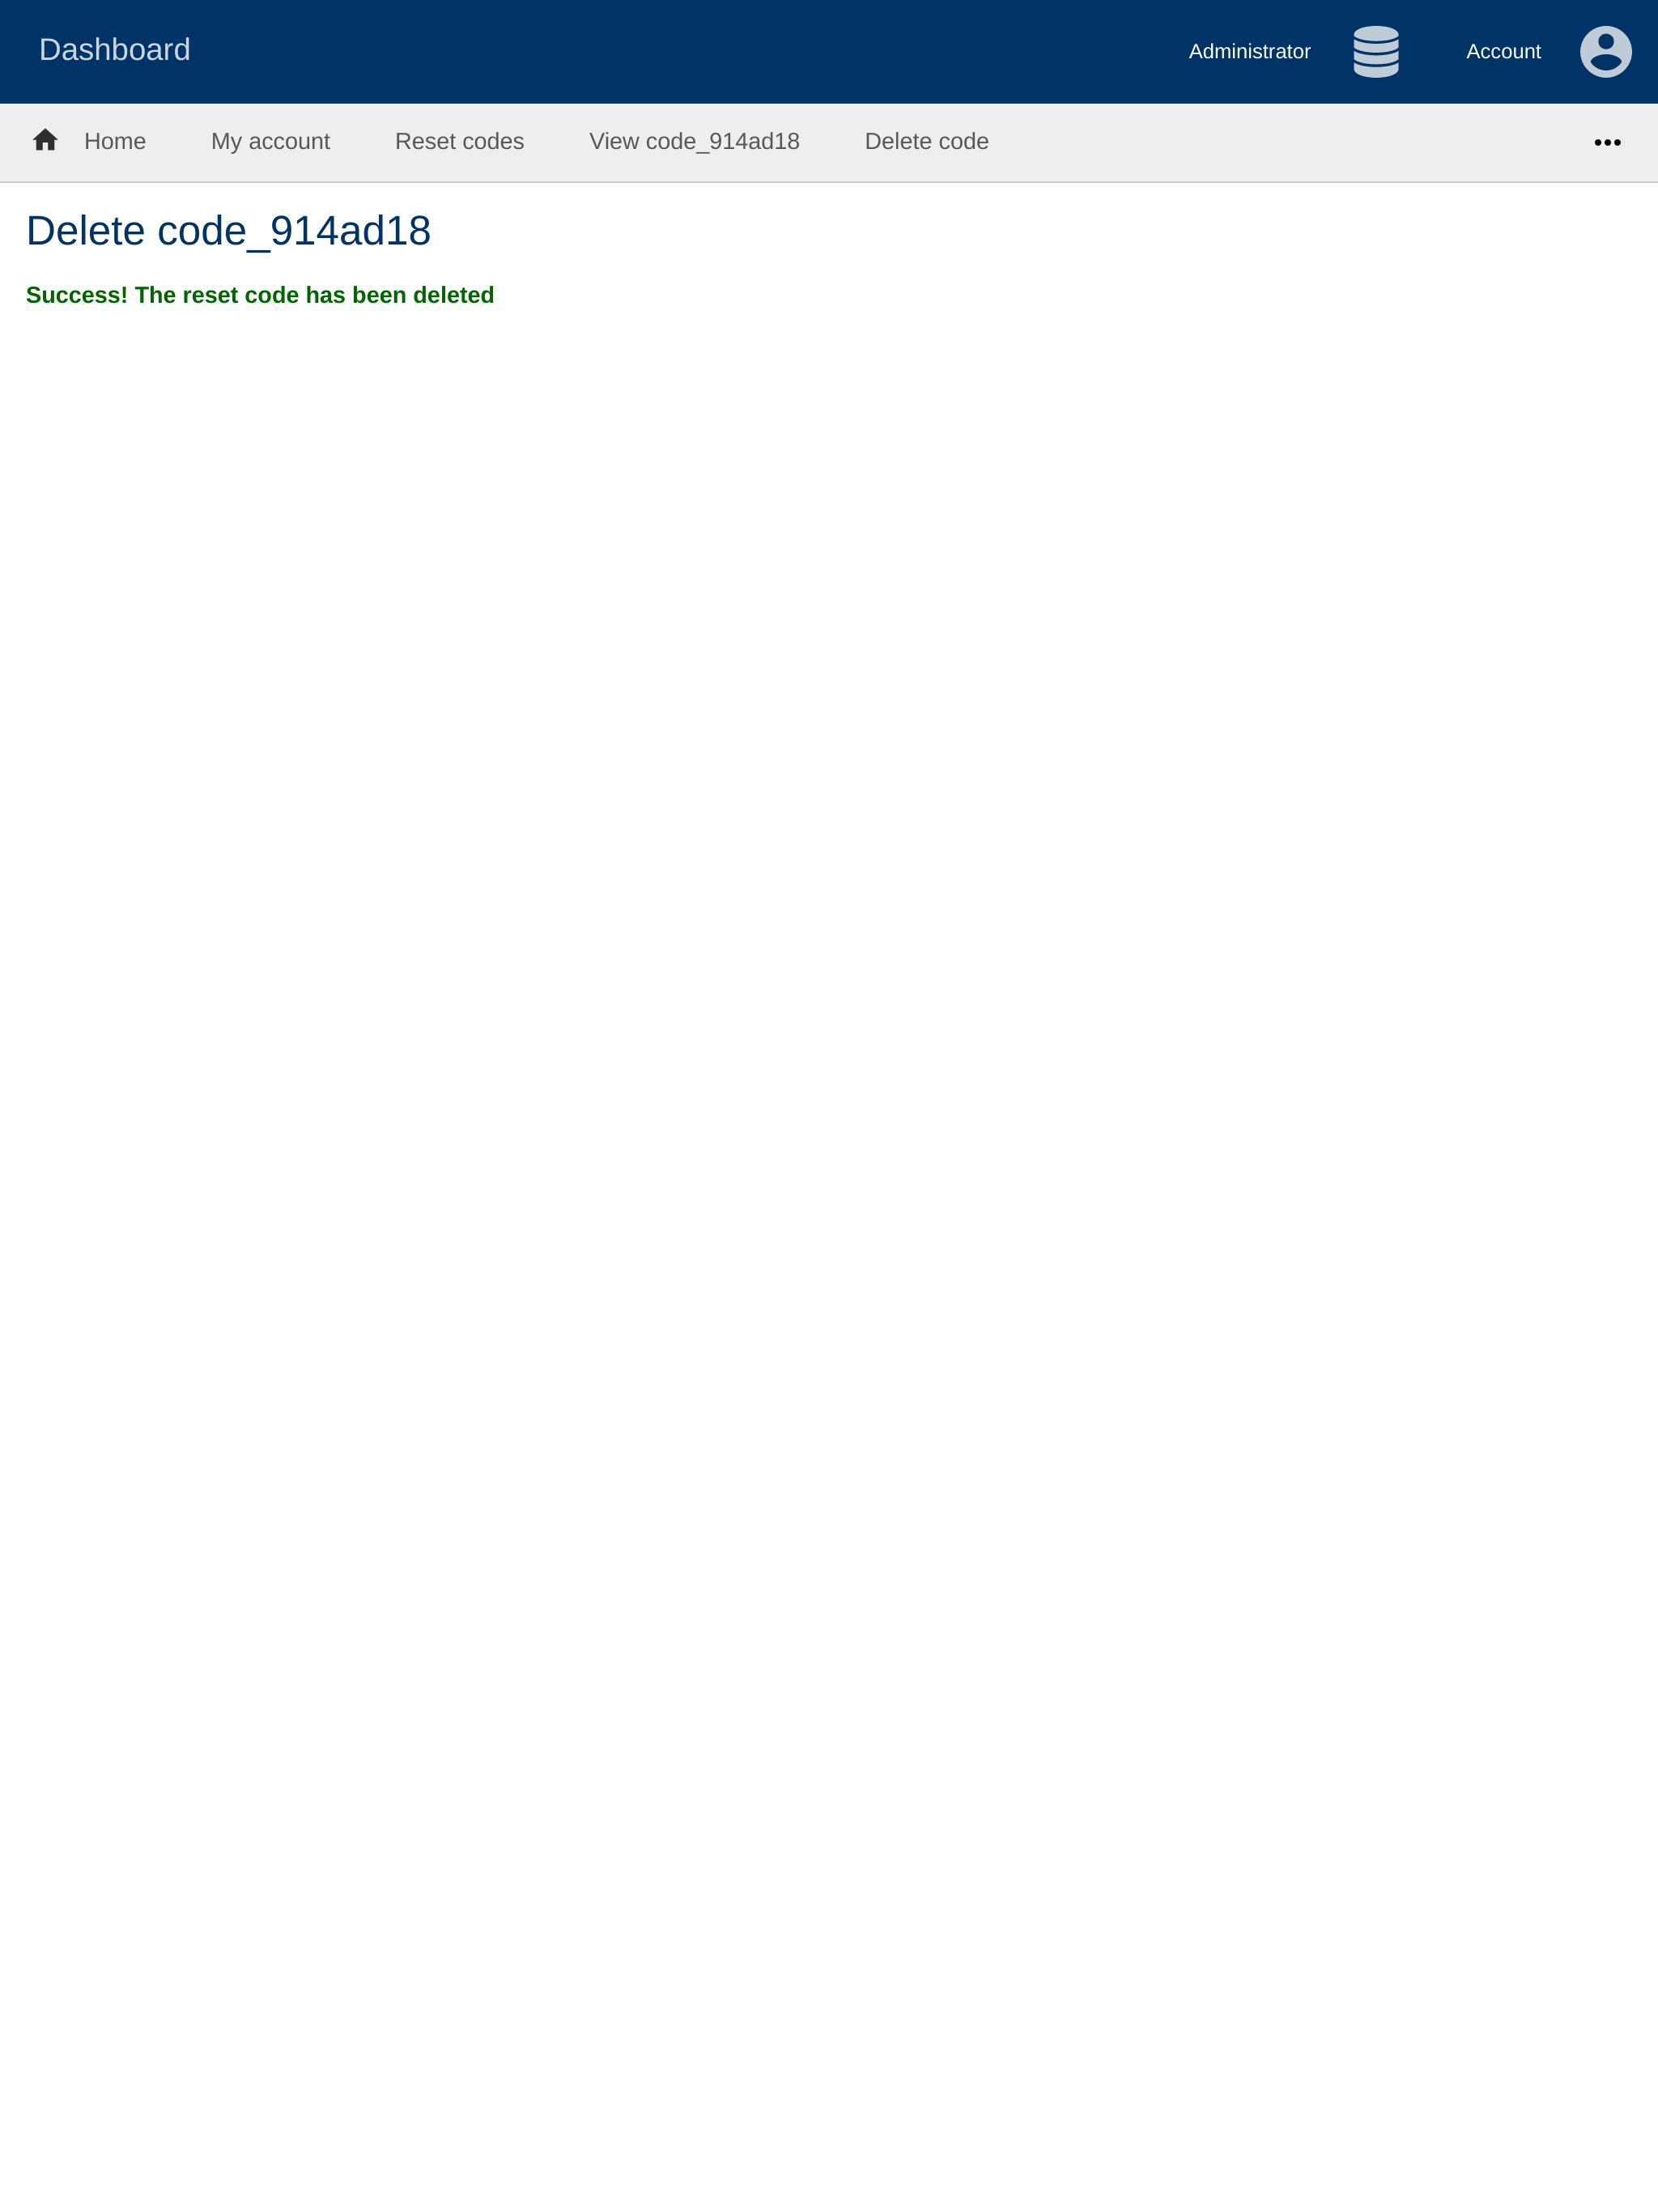 Dashboard
Administrator
Account
Home
My account
Reset codes
View code_914ad18
Delete code
Delete code_914ad18
Success! The reset code has been deleted